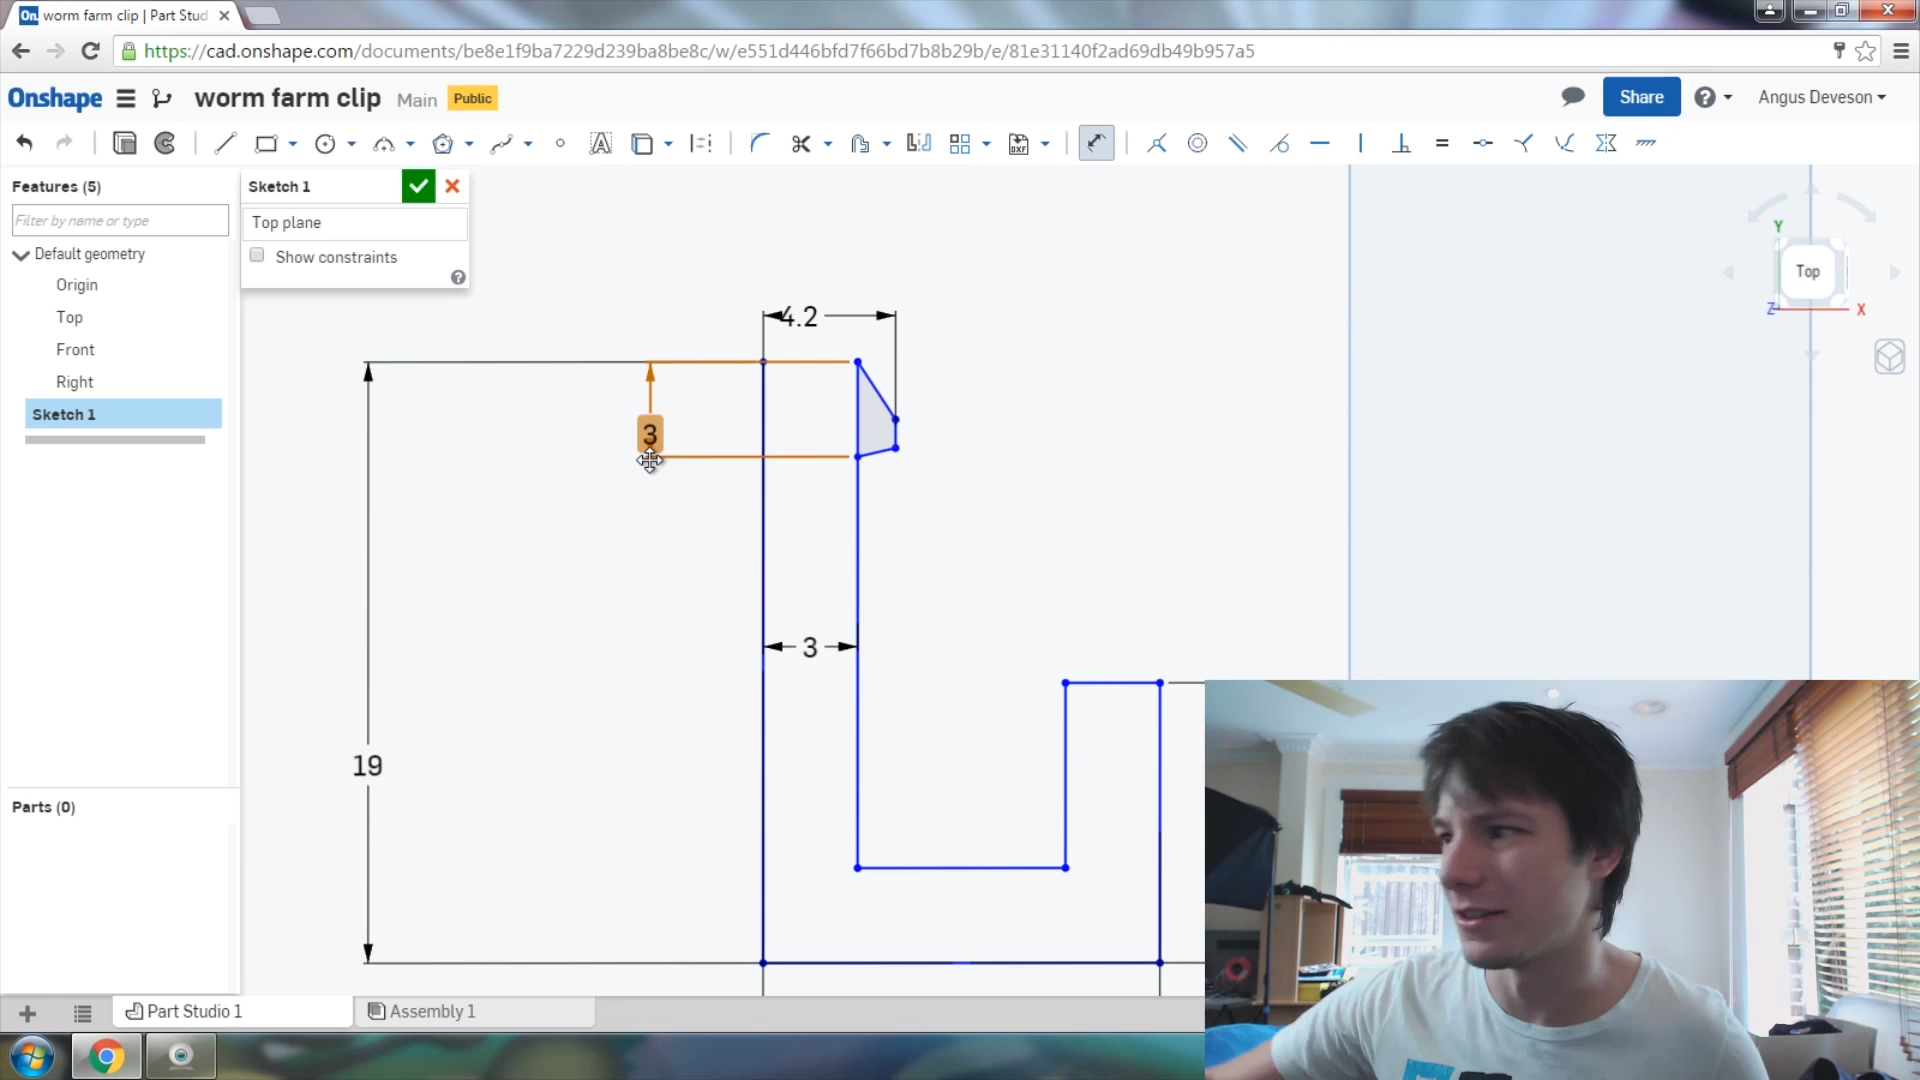 On worm farm clip | Part Stud
https://cad.onshape.com/documents/be8e1f9ba7229d239ba8be8c/w/e551d446bfd7f66bd7b8b29b/e/81e31140f2ad69db49b957a5
Onshape worm farm clip Main Public Share Angus Deveson
DXF
Features (5)
Filter by name or type
Default geometry
Origin
Top
Front
Right
Sketch 1
Sketch 1
Top plane
Show constraints
Y
Top
Z
X
4.2
3
3
19
Parts (0)
Part Studio 1
Assembly 1